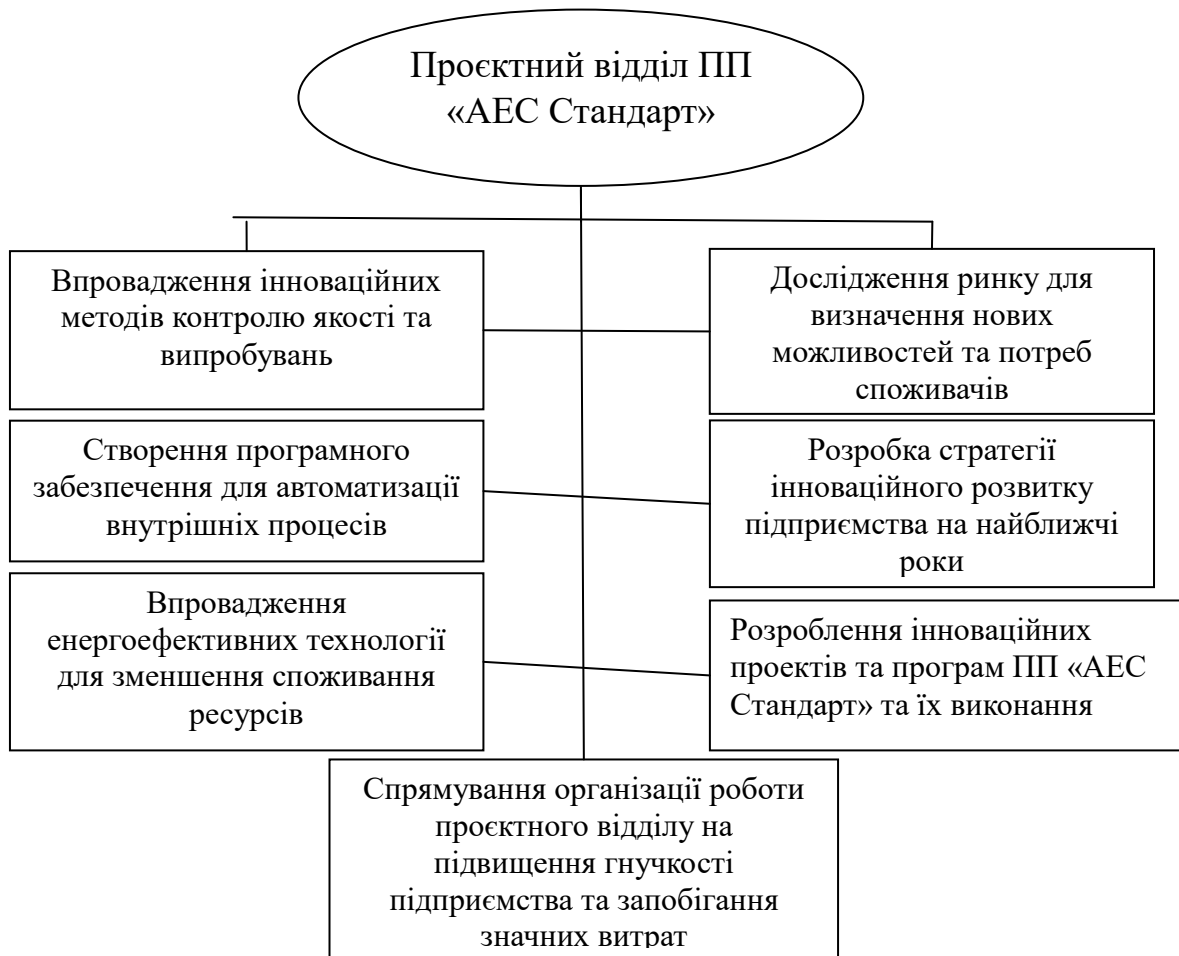 Проєктний відділ ПП
«АЕС Стандарт»
Впровадження інноваційних
методів контролю якості та
випробувань
Дослідження ринку для
визначення нових
можливостей та потреб
споживачів
Створення програмного
забезпечення для автоматизації
внутрішніх процесів
Розробка стратегії
інноваційного розвитку
підприємства на найближчі
роки
Впровадження
енергоефективних технології
для зменшення споживання
ресурсів
Розроблення інноваційних
проектів та програм ПП «АЕС
Стандарт» та їх виконання
Спрямування організації роботи
проєктного відділу на
підвищення гнучкості
підприємства та запобігання
значних витрат